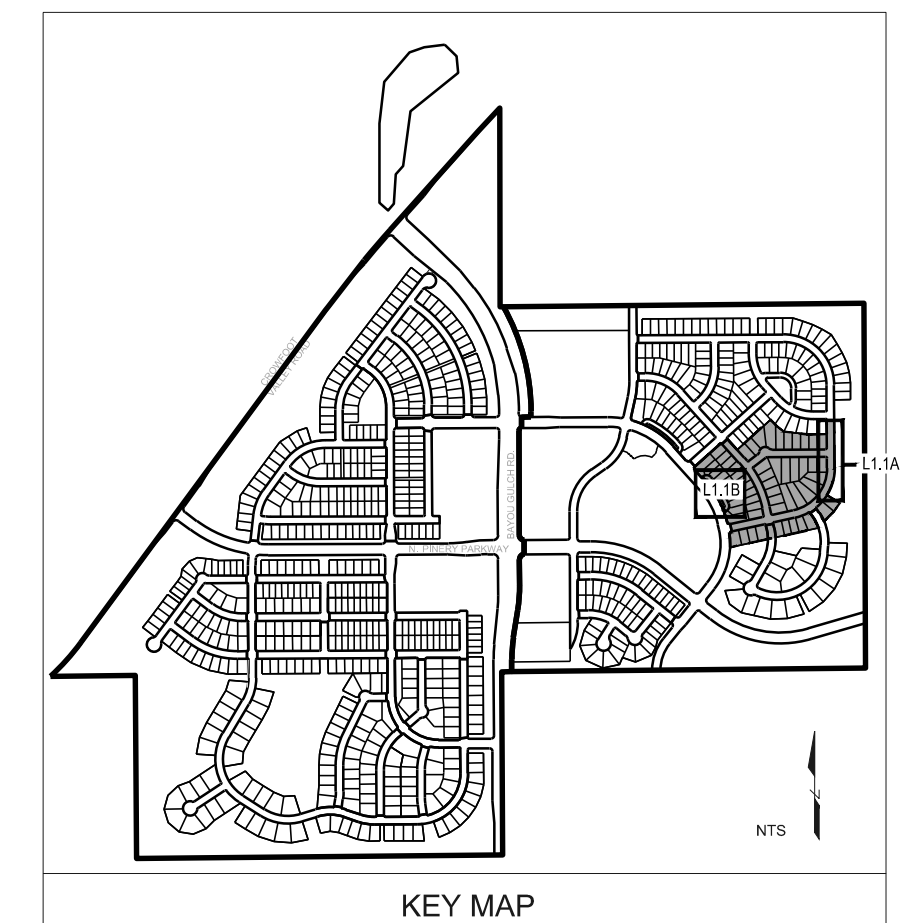 CROWFOOT
VALLEY ROAD
BAYOU GULCH RD.
L1.1A
L1.1B
N. PINERY PARKWAY
N
NTS
KEY MAP